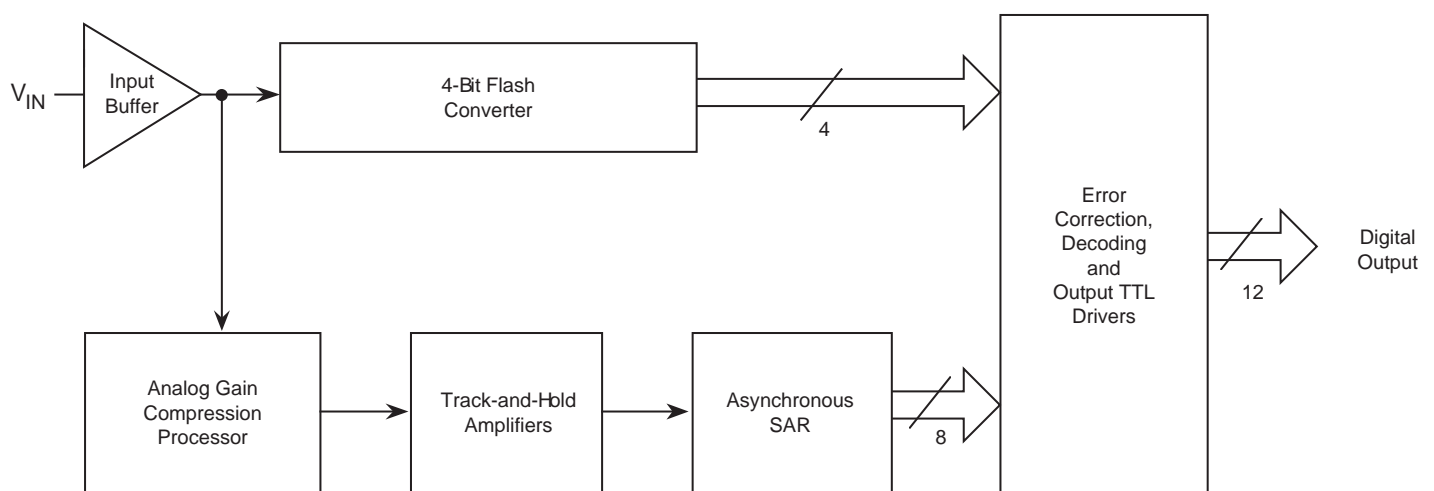 V_IN
Input
Buffer
4-Bit Flash
Converter
4
Error
Correction,
Decoding
and
Output TTL
Drivers
12
Digital
Output
Analog Gain
Compression
Processor
Track-and-Hold
Amplifiers
Asynchronous
SAR
8